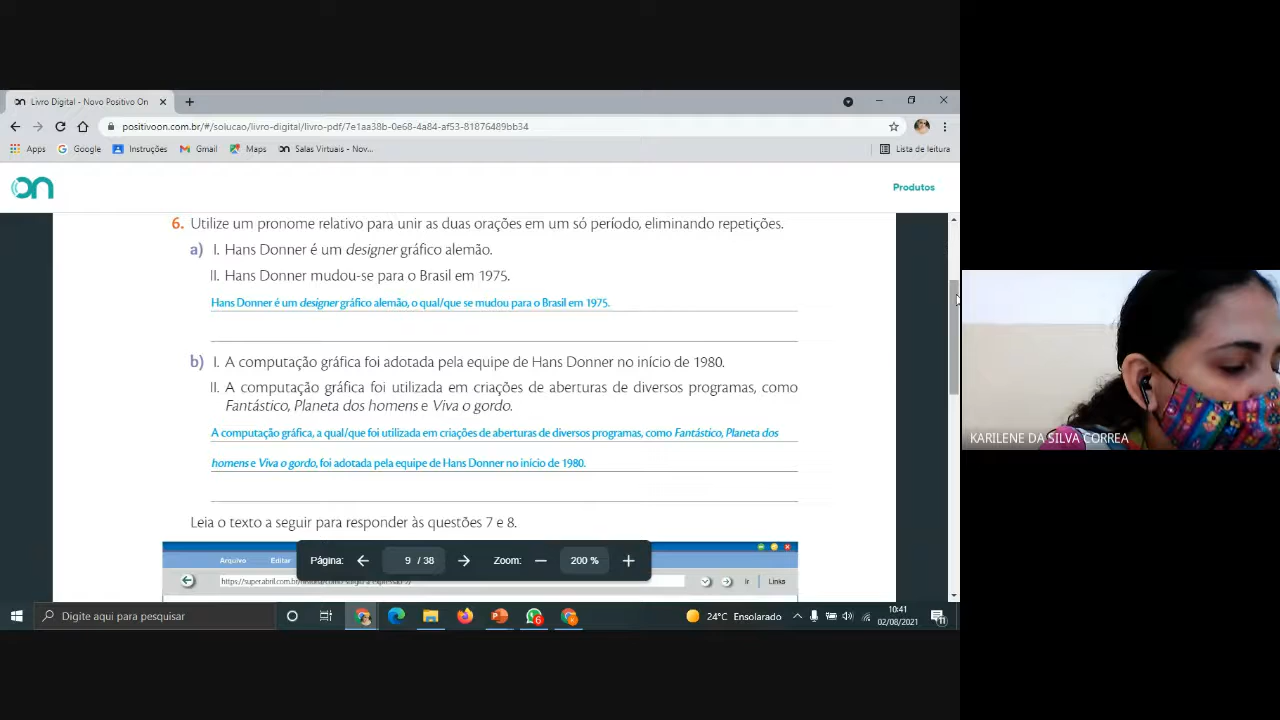 Livro Digital - Novo Positivo On
positivoon.com.br/#/solucao/livro-digital/livro-pdf/7e1aa38b-0e68-4a84-af53-81876489bb34
Apps Google Instruções Gmail Maps Salas Virtuais - Nov... Lista de leitura
on Produtos
6. Utilize um pronome relativo para unir as duas orações em um só período, eliminando repetições.
a) I. Hans Donner é um designer gráfico alemão.
II. Hans Donner mudou-se para o Brasil em 1975.
Hans Donner é um designer gráfico alemão, o qual/que se mudou para o Brasil em 1975.
b) I. A computação gráfica foi adotada pela equipe de Hans Donner no início de 1980.
II. A computação gráfica foi utilizada em criações de aberturas de diversos programas, como
Fantástico, Planeta dos homens e Viva o gordo.
A computação gráfica, a qual/que foi utilizada em criações de aberturas de diversos programas, como Fantástico, Planeta dos
homens e Viva o gordo, foi adotada pela equipe de Hans Donner no início de 1980.
KARILENE DA SILVA CORREA
Leia o texto a seguir para responder às questões 7 e 8.
Arquivo Editar
Página: 9 / 38 Zoom: 200 %
Ir Links
Digite aqui para pesquisar
6
24°C Ensolarado
10:41
02/08/2021
11